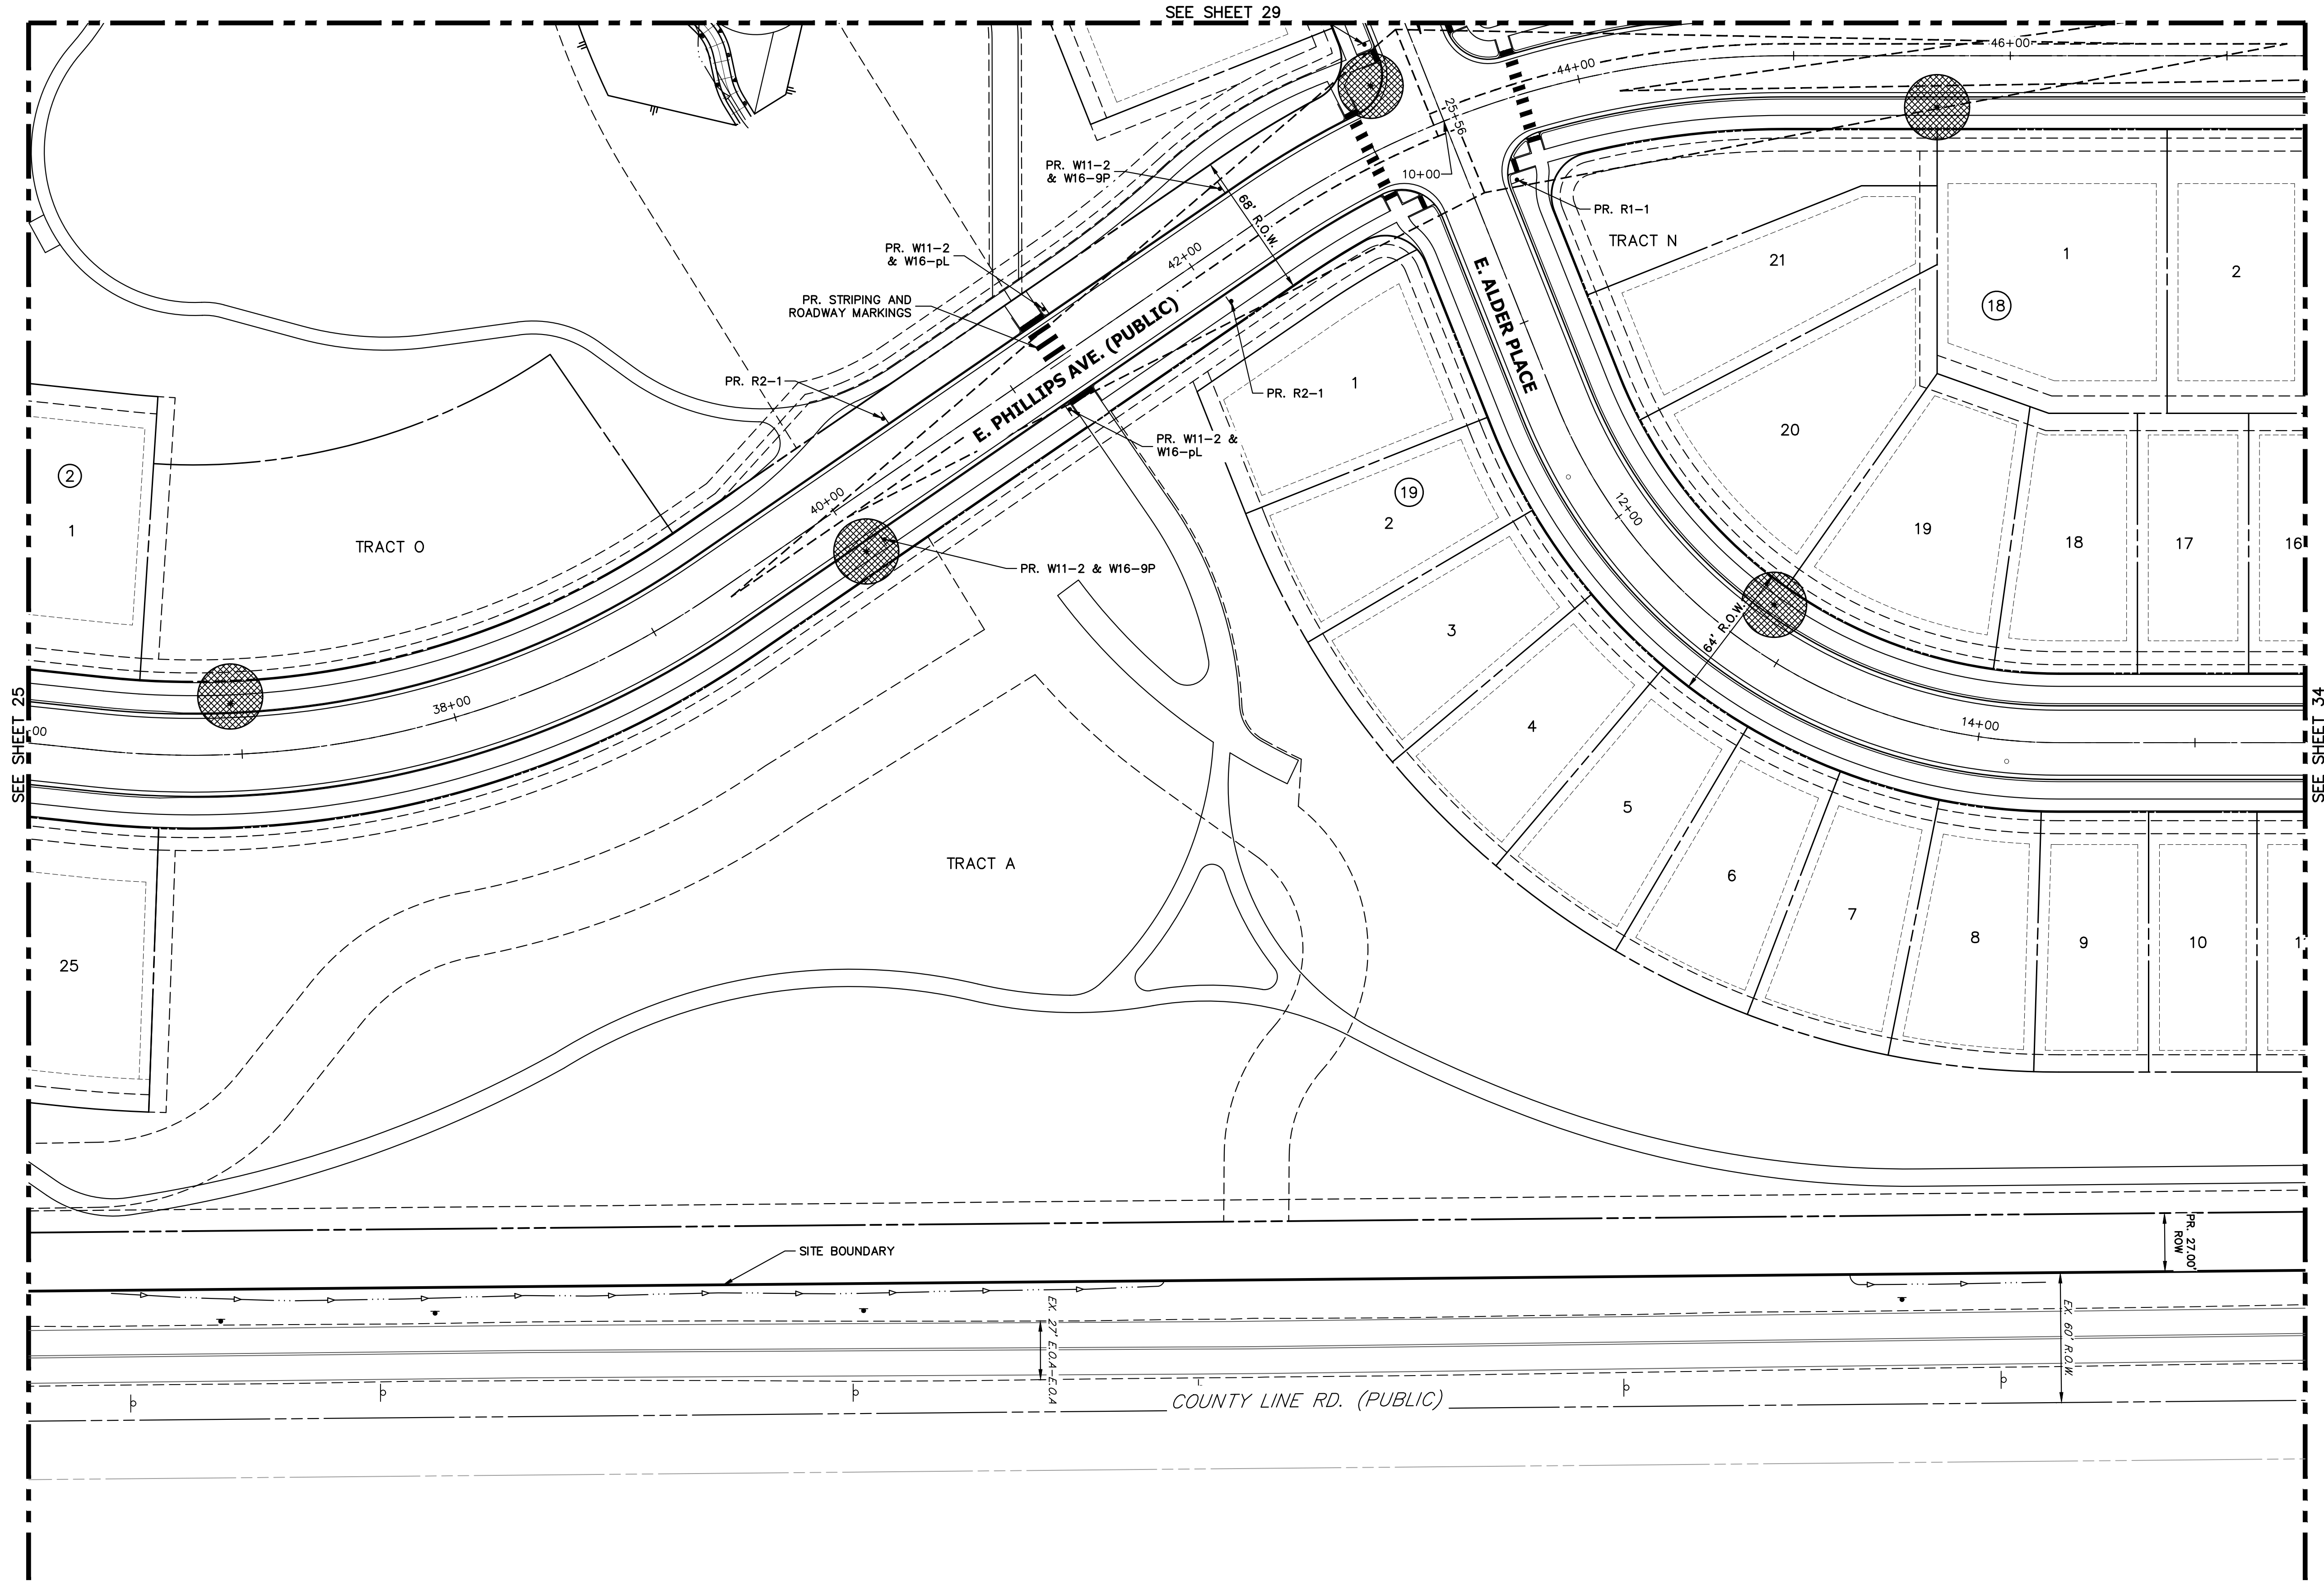 SEE SHEET 29
46+00
44+00
25+56
PR. W11-2
& W16-9P
10+00
68' R.O.W.
PR. R1-1
TRACT N
21
1
2
PR. W11-2
& W16-pL
42+00
E. ALDER PLACE
18
PR. STRIPING AND
ROADWAY MARKINGS
E. PHILLIPS AVE. (PUBLIC)
PR. R2-1
1
PR. R2-1
20
PR. W11-2 &
W16-pL
2
1
40+00
19
2
12+00
19
18
17
16
TRACT O
PR. W11-2 & W16-9P
3
64' R.O.W.
SEE SHEET 25
38+00
00
4
14+00
SEE SHEET 34
5
TRACT A
6
7
8
9
10
25
SITE BOUNDARY
PR. 27.00'
ROW
EX. 27' E.O.A-E.O.A
EX. 60' R.O.W.
COUNTY LINE RD. (PUBLIC)